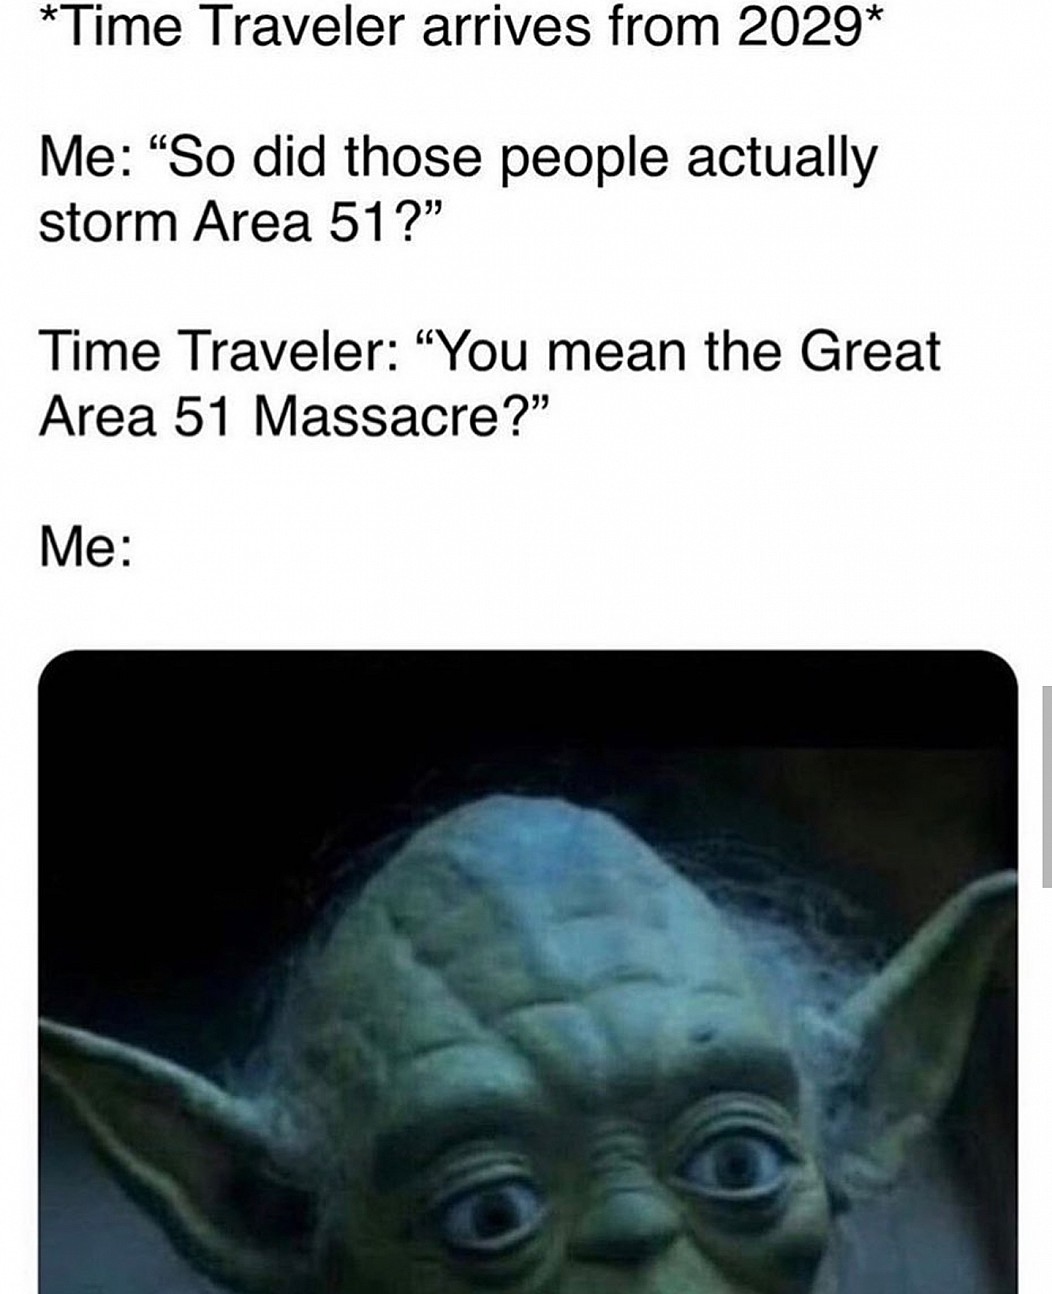 *Time Traveler arrives from 2029*
Me: “So did those people actually
storm Area 51?”
Time Traveler: “You mean the Great
Area 51 Massacre?”
Me: